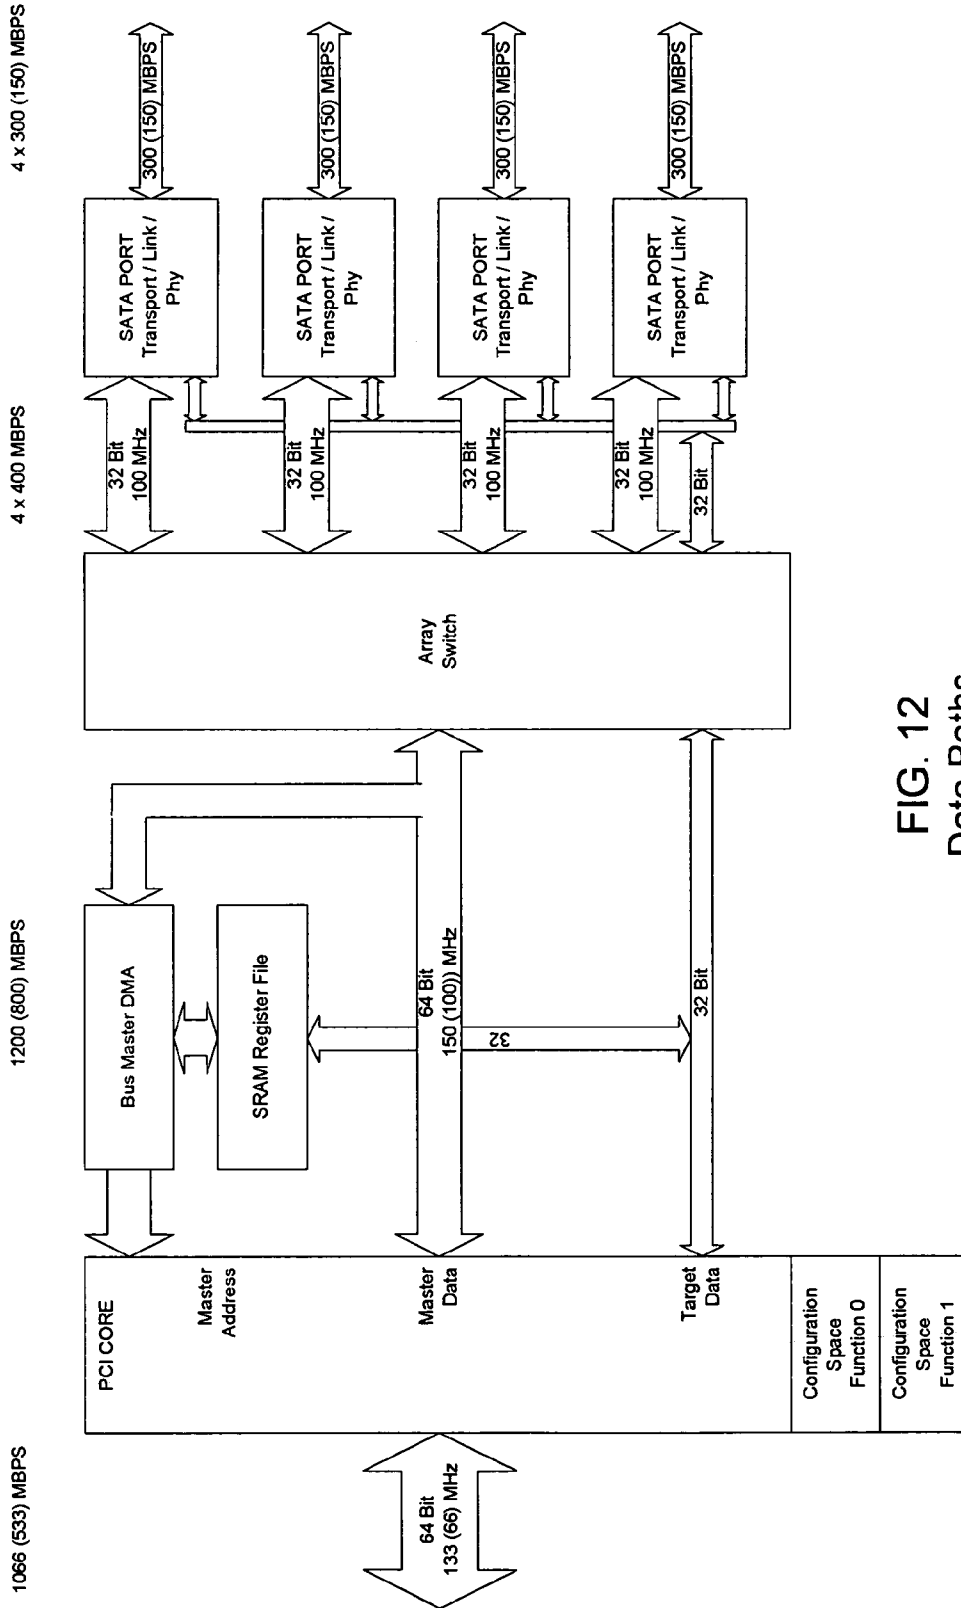 1066 (533) MBPS
1200 (800) MBPS
4 x 400 MBPS
4 x 300 (150) MBPS
64 Bit
133 (66) MHz
PCI CORE
Master
Address
Master
Data
Target
Data
Configuration
Space
Function 0
Configuration
Space
Function 1
Bus Master DMA
SRAM Register File
64 Bit
150 (100)) MHz
32
32 Bit
Array
Switch
32 Bit
100 MHz
32 Bit
100 MHz
32 Bit
100 MHz
32 Bit
100 MHz
32 Bit
SATA PORT
Transport / Link /
Phy
SATA PORT
Transport / Link /
Phy
SATA PORT
Transport / Link /
Phy
SATA PORT
Transport / Link /
Phy
300 (150) MBPS
300 (150) MBPS
300 (150) MBPS
300 (150) MBPS
FIG. 12
Data Paths